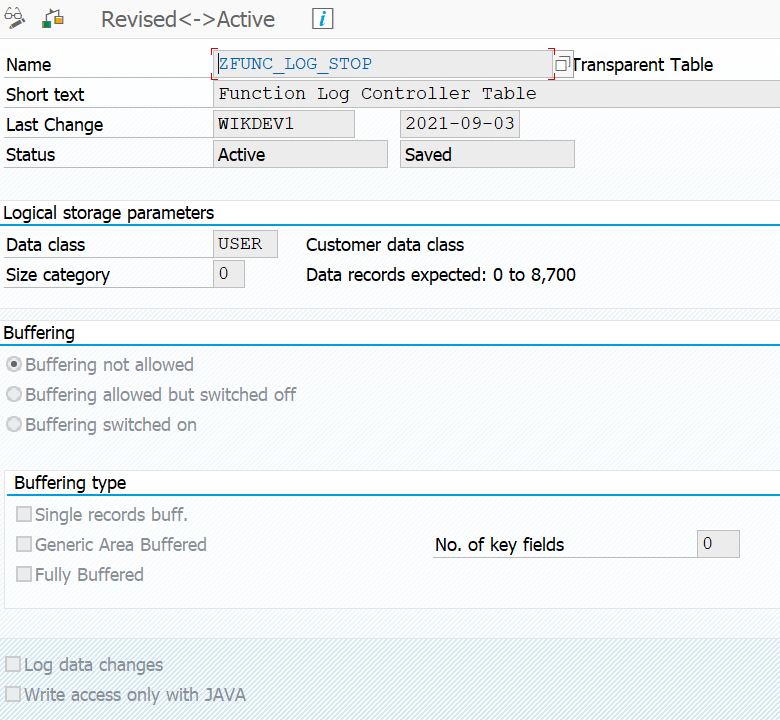 Revised<->Active
Name ZFUNC_LOG_STOP Transparent Table
Short text Function Log Controller Table
Last Change WIKDEV1 2021-09-03
Status Active Saved
Logical storage parameters
Data class USER Customer data class
Size category 0 Data records expected: 0 to 8,700
Buffering
Buffering not allowed
Buffering allowed but switched off
Buffering switched on
Buffering type
Single records buff.
Generic Area Buffered No. of key fields 0
Fully Buffered
Log data changes
Write access only with JAVA